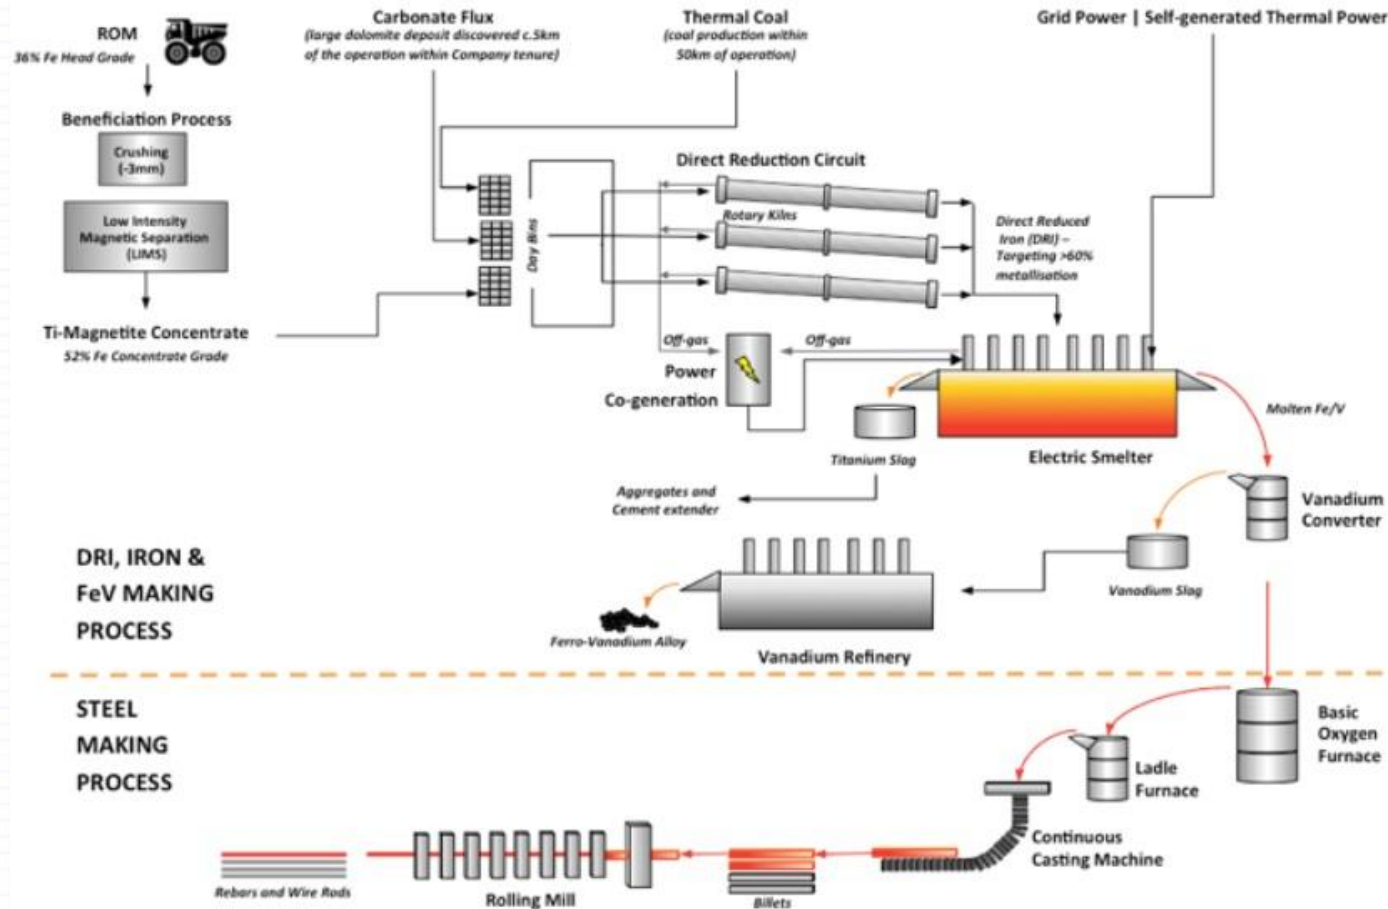 ROM
36% Fe Head Grade
Beneficiation Process
Crushing
(-3mm)
Low Intensity
Magnetic Separation
(LIMS)
Ti-Magnetite Concentrate
52% Fe Concentrate Grade
Carbonate Flux
(large dolomite deposit discovered c.5km
of the operation within Company tenure)
Thermal Coal
(coal production within
50km of operation)
Grid Power | Self-generated Thermal Power
Day Bins
Direct Reduction Circuit
Rotary Kilns
Direct Reduced
Iron (DRI) –
Targeting >60%
metallisation
Off-gas
Off-gas
Power
Co-generation
Titanium Slag
Electric Smelter
Molten Fe/V
Aggregates and
Cement extender
Vanadium
Converter
Vanadium Slag
DRI, IRON &
FeV MAKING
PROCESS
Ferro-Vanadium Alloy
Vanadium Refinery
STEEL
MAKING
PROCESS
Basic
Oxygen
Furnace
Ladle
Furnace
Continuous
Casting Machine
Rebars and Wire Rods
Rolling Mill
Billets